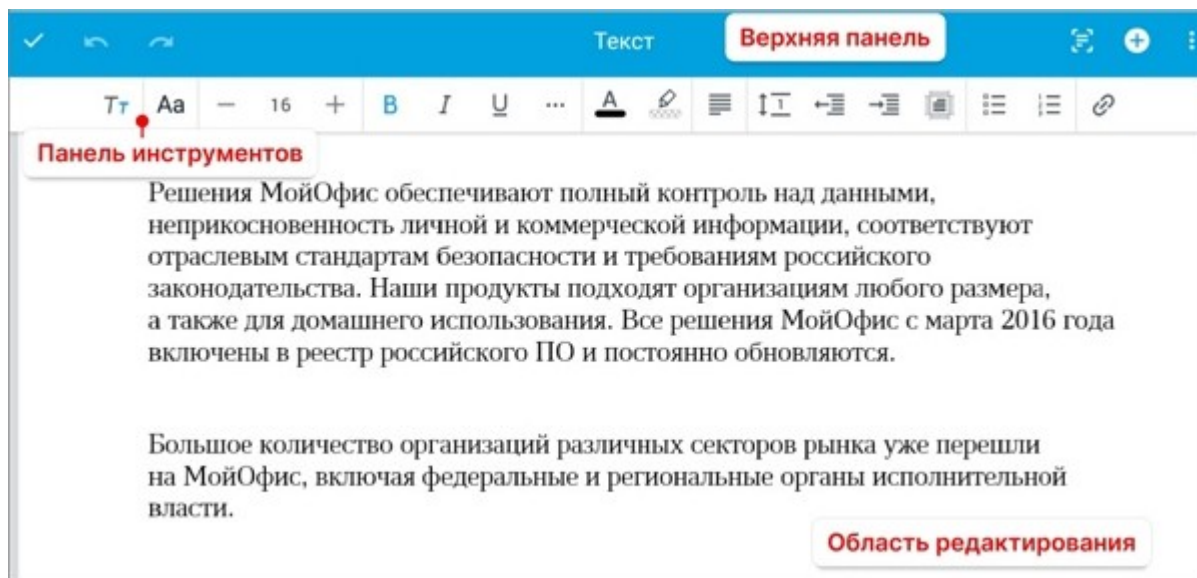 Текст
Верхняя панель
Тт Aa — 16 + B I U ... A
Панель инструментов
Решения МойОфис обеспечивают полный контроль над данными,
неприкосновенность личной и коммерческой информации, соответствуют
отраслевым стандартам безопасности и требованиям российского
законодательства. Наши продукты подходят организациям любого размера,
а также для домашнего использования. Все решения МойОфис с марта 2016 года
включены в реестр российского ПО и постоянно обновляются.
Большое количество организаций различных секторов рынка уже перешли
на МойОфис, включая федеральные и региональные органы исполнительной
власти.
Область редактирования